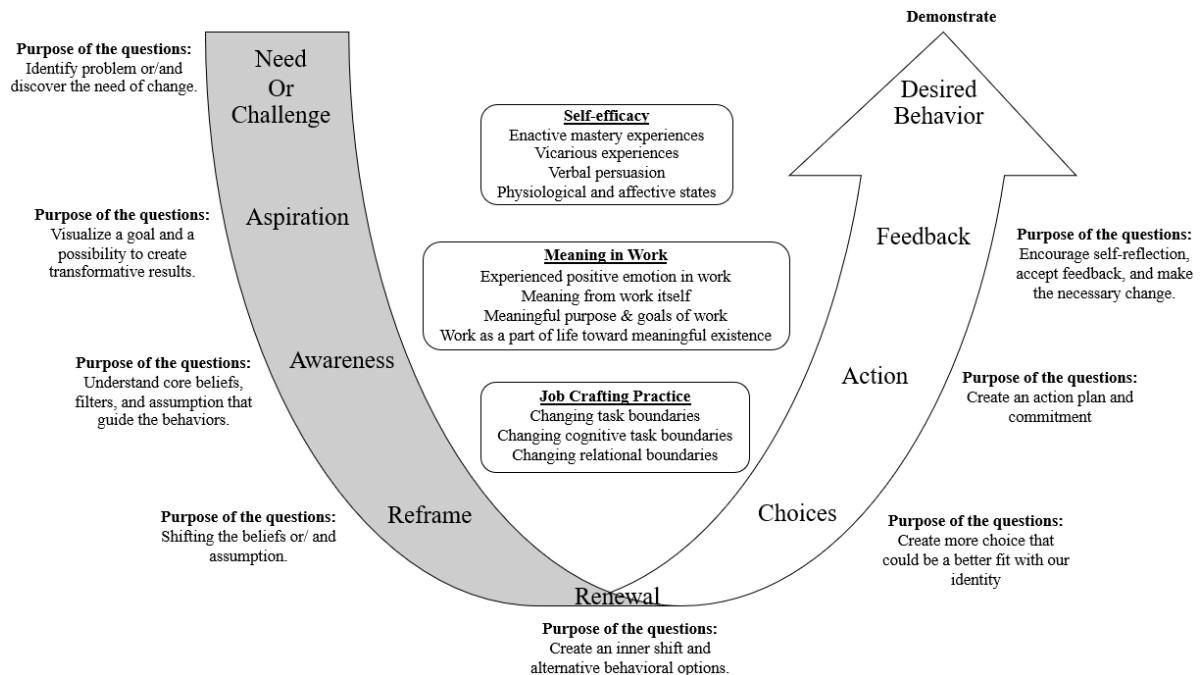 Purpose of the questions:
Identify problem or/and
discover the need of change.
Need
Or
Challenge
Purpose of the questions:
Visualize a goal and a
possibility to create
transformative results.
Aspiration
Purpose of the questions:
Understand core beliefs,
filters, and assumption that
guide the behaviors.
Awareness
Purpose of the questions:
Shifting the beliefs or/ and
assumption.
Reframe
Renewal
Purpose of the questions:
Create an inner shift and
alternative behavioral options.
Self-efficacy
Enactive mastery experiences
Vicarious experiences
Verbal persuasion
Physiological and affective states
Meaning in Work
Experienced positive emotion in work
Meaning from work itself
Meaningful purpose & goals of work
Work as a part of life toward meaningful existence
Job Crafting Practice
Changing task boundaries
Changing cognitive task boundaries
Changing relational boundaries
Choices
Purpose of the questions:
Create more choice that
could be a better fit with our
identity
Action
Purpose of the questions:
Create an action plan and
commitment
Feedback
Purpose of the questions:
Encourage self-reflection,
accept feedback, and make
the necessary change.
Desired
Behavior
Demonstrate